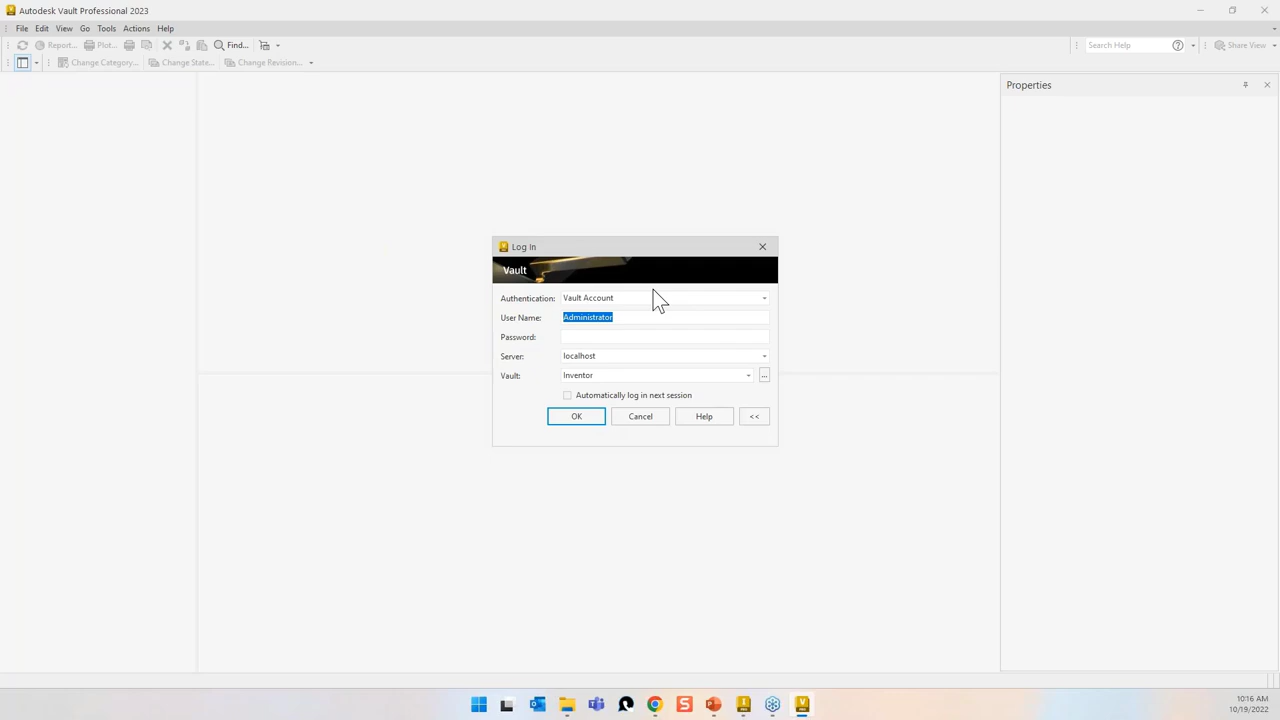 Autodesk Vault Professional 2023
File Edit View Go Tools Actions Help
Report... Plot... Find... Search Help Share View
Change Category... Change State... Change Revision...
Properties
Log In
Vault
Authentication: Vault Account
User Name: Administrator
Password:
Server: localhost
Vault: Inventor ...
Automatically log in next session
OK Cancel Help <<
10:16 AM
10/19/2022